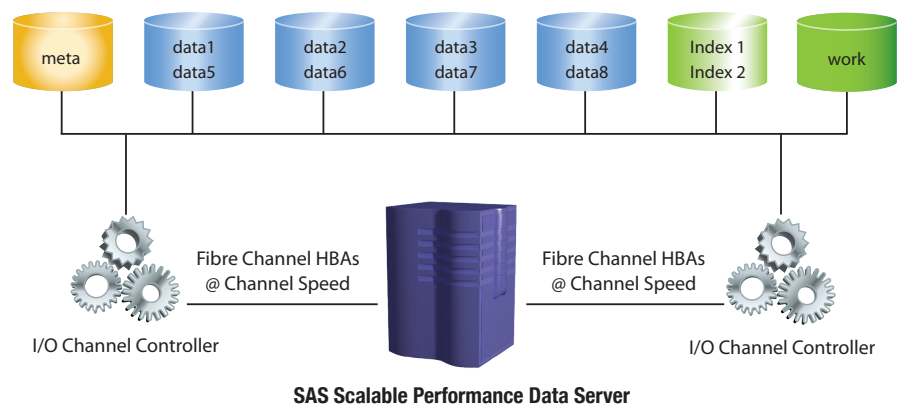 meta
data1
data5
data2
data6
data3
data7
data4
data8
Index 1
Index 2
work
Fibre Channel HBAs
@ Channel Speed
Fibre Channel HBAs
@ Channel Speed
I/O Channel Controller
I/O Channel Controller
SAS Scalable Performance Data Server